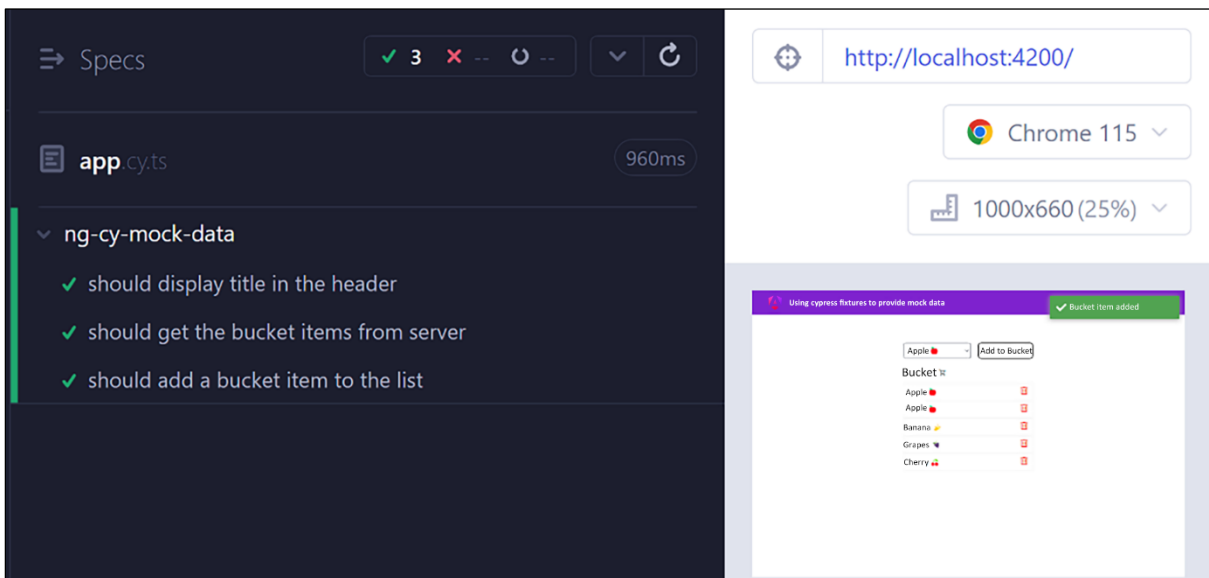 Specs
3 -- --
app.cy.ts
960ms
ng-cy-mock-data
should display title in the header
should get the bucket items from server
should add a bucket item to the list
http://localhost:4200/
Chrome 115
1000x660 (25%)
Using cypress fixtures to provide mock data
Bucket item added
Apple Add to Bucket
Bucket
Apple
Apple
Banana
Grapes
Cherry